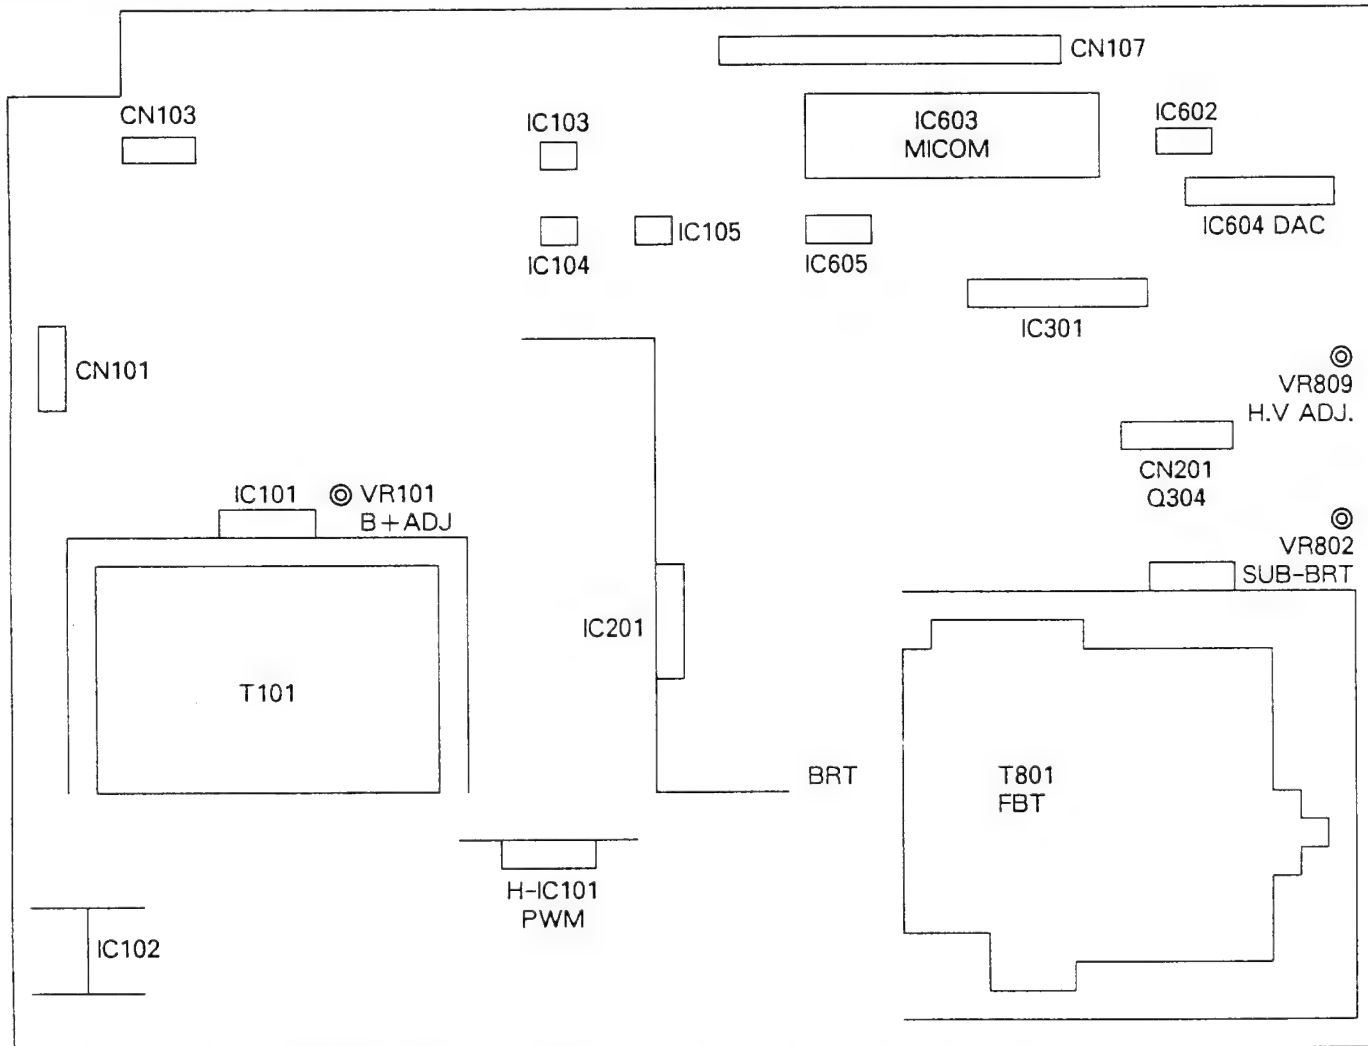 CN107
CN103
IC103
IC603
MICOM
IC602
IC604 DAC
IC104
IC105
IC605
IC301
CN101
VR809
H.V ADJ.
CN201
Q304
IC101
VR101
B+ADJ
VR802
SUB-BRT
IC201
T101
BRT
T801
FBT
H-IC101
PWM
IC102